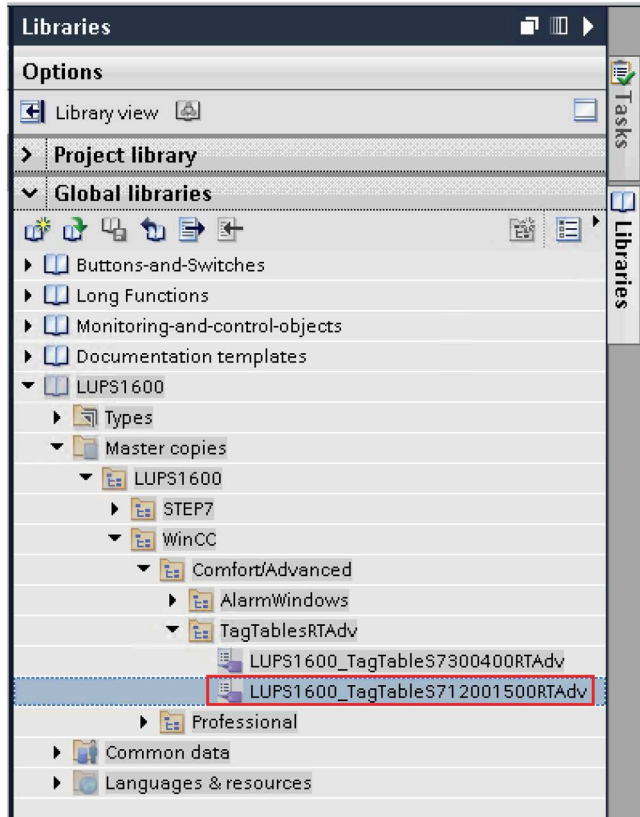 Libraries
Options
Library view
Project library
Global libraries
Buttons-and-Switches
Long Functions
Monitoring-and-control-objects
Documentation templates
LUPS1600
Types
Master copies
LUPS1600
STEP7
WinCC
Comfort/Advanced
AlarmWindows
TagTablesRTAdv
LUPS1600_TagTableS7300400RTAdv
LUPS1600_TagTableS712001500RTAdv
Professional
Common data
Languages & resources
Tasks
Libraries